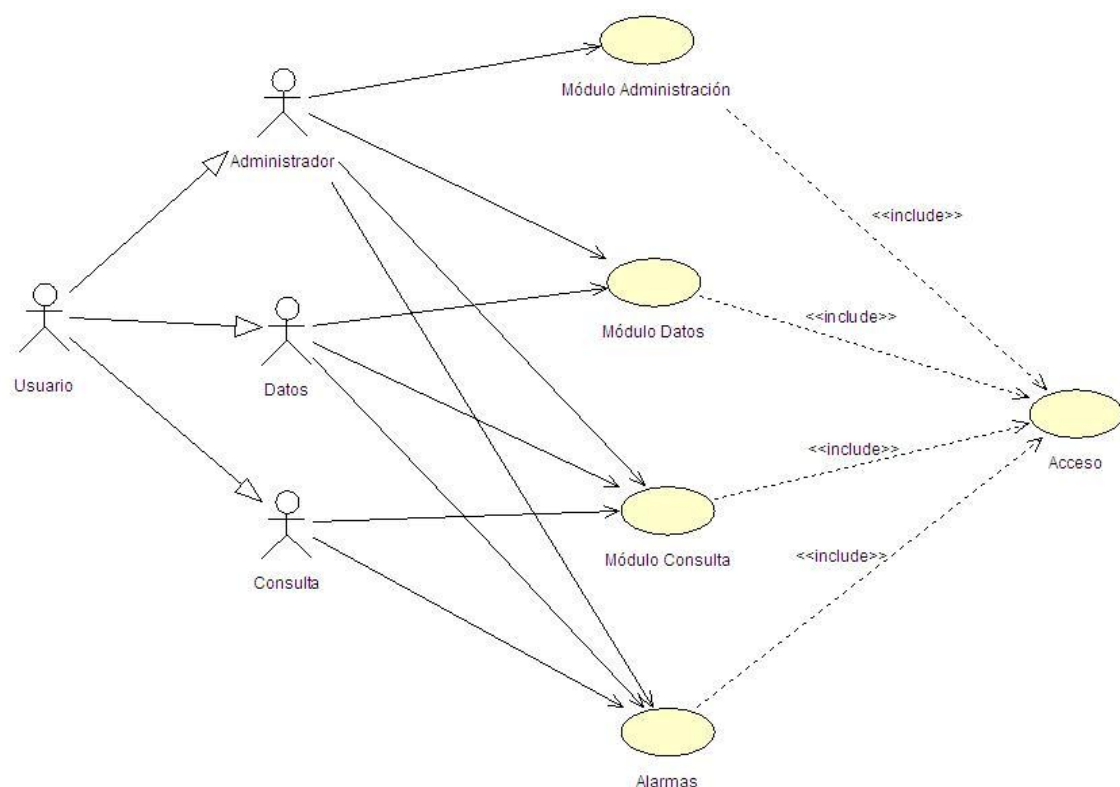 Módulo Administración
Administrador
<<include>>
Módulo Datos
<<include>>
Usuario
Datos
Acceso
<<include>>
Módulo Consulta
Consulta
<<include>>
Alarmas